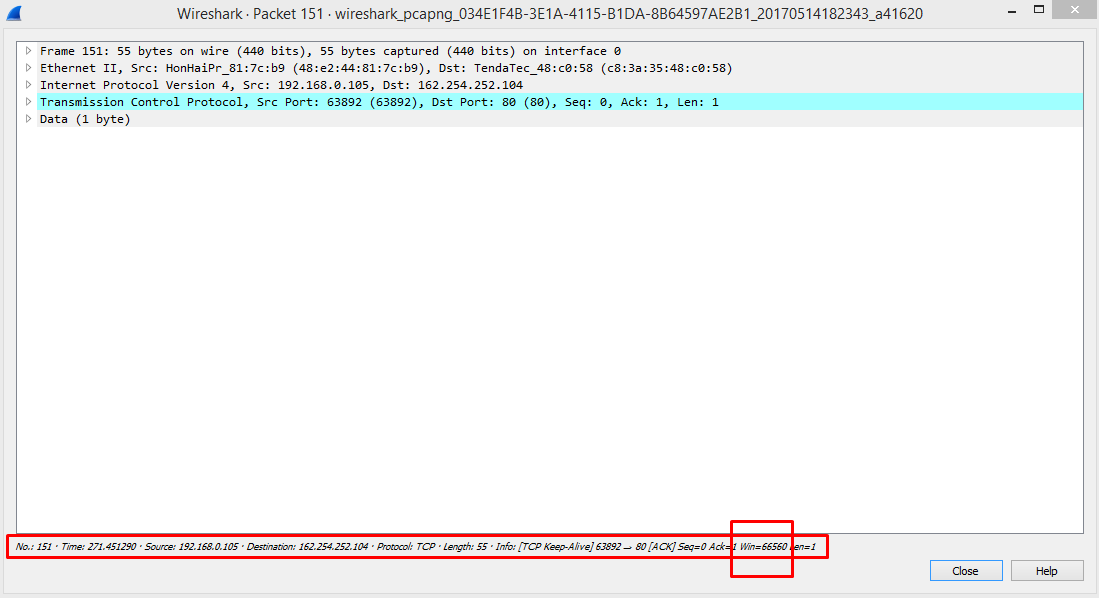 Wireshark · Packet 151 · wireshark_pcapng_034E1F4B-3E1A-4115-B1DA-8B64597AE2B1_20170514182343_a41620
Frame 151: 55 bytes on wire (440 bits), 55 bytes captured (440 bits) on interface 0
Ethernet II, Src: HonHaiPr_81:7c:b9 (48:e2:44:81:7c:b9), Dst: TendaTec_48:c0:58 (c8:3a:35:48:c0:58)
Internet Protocol Version 4, Src: 192.168.0.105, Dst: 162.254.252.104
Transmission Control Protocol, Src Port: 63892 (63892), Dst Port: 80 (80), Seq: 0, Ack: 1, Len: 1
Data (1 byte)
No.: 151 · Time: 271.451290 · Source: 192.168.0.105 · Destination: 162.254.252.104 · Protocol: TCP · Length: 55 · Info: [TCP Keep-Alive] 63892 → 80 [ACK] Seq=0 Ack=1 Win=66560 Len=1
Close Help